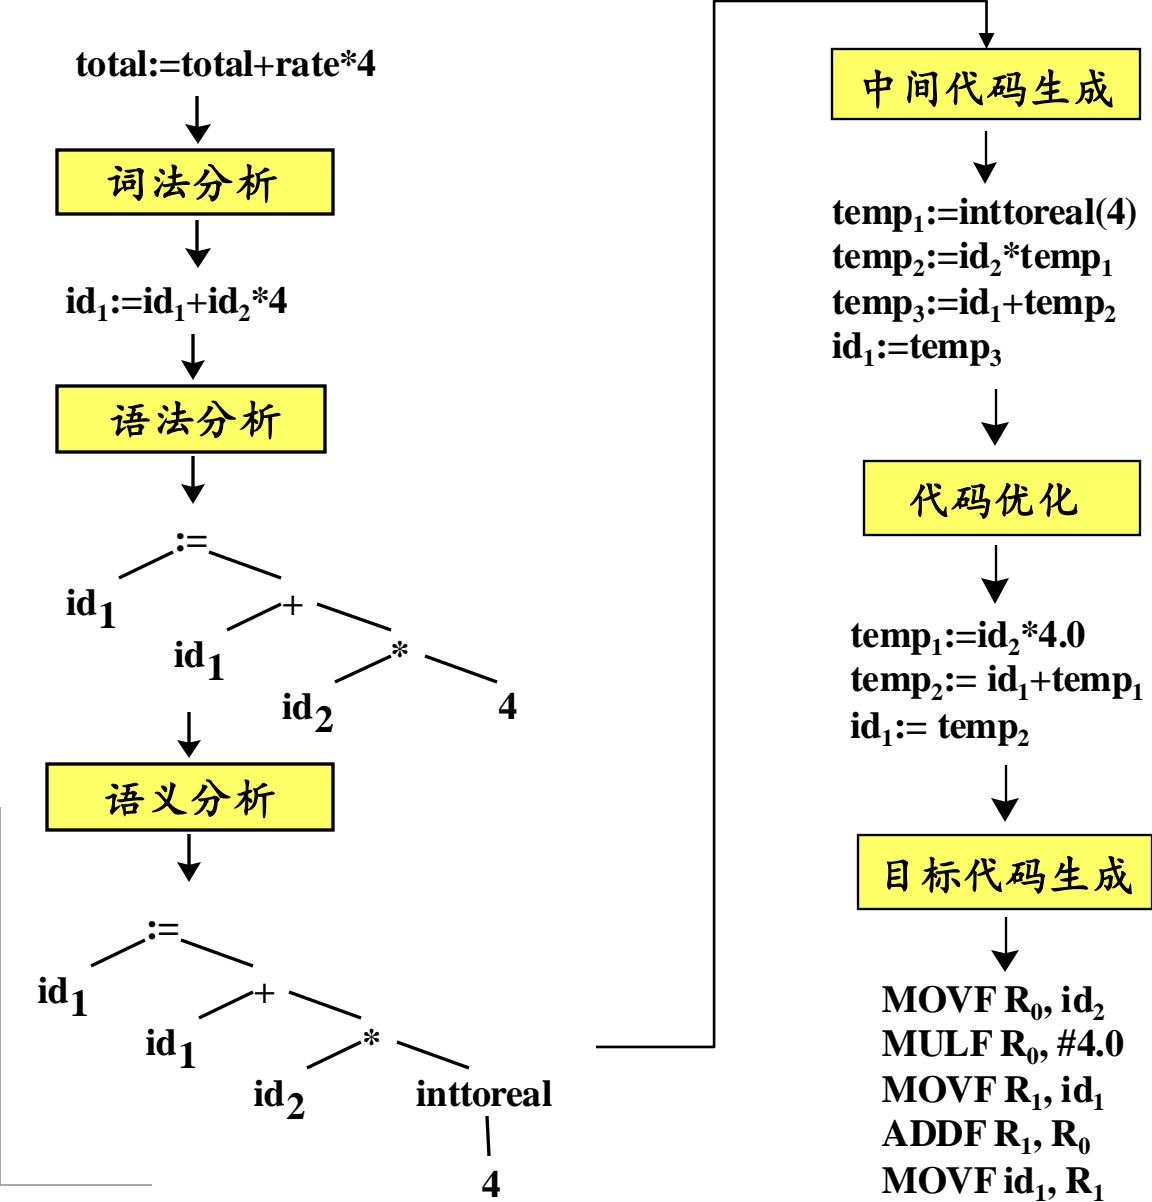 total:=total+rate*4
词法分析
id₁:=id₁+id₂*4
语法分析
:=
id₁ +
id₁ *
id₂ 4
语义分析
:=
id₁ +
id₁ *
id₂ inttoreal
4
中间代码生成
temp₁:=inttoreal(4)
temp₂:=id₂*temp₁
temp₃:=id₁+temp₂
id₁:=temp₃
代码优化
temp₁:=id₂*4.0
temp₂:= id₁+temp₁
id₁:= temp₂
目标代码生成
MOVF R₀, id₂
MULF R₀, #4.0
MOVF R₁, id₁
ADDF R₁, R₀
MOVF id₁, R₁